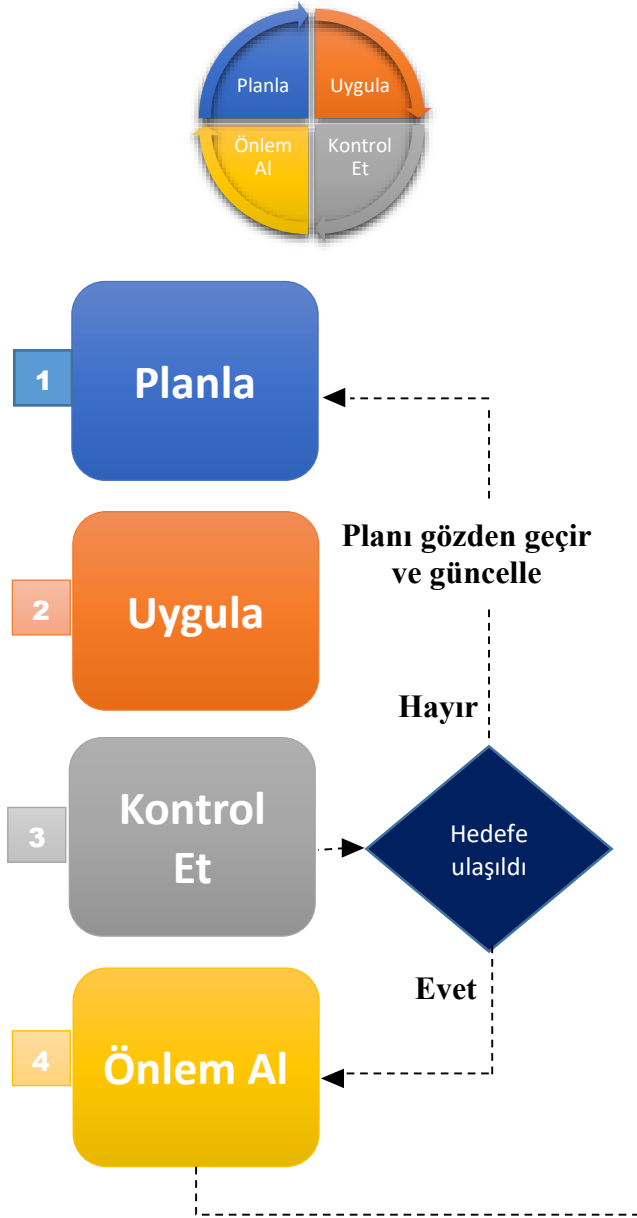 Planla
Uygula
Önlem
Al
Kontrol
Et
1
Planla
Planı gözden geçir
ve güncelle
2
Uygula
Hayır
3
Kontrol
Et
Hedefe
ulaşıldı
Evet
4
Önlem Al